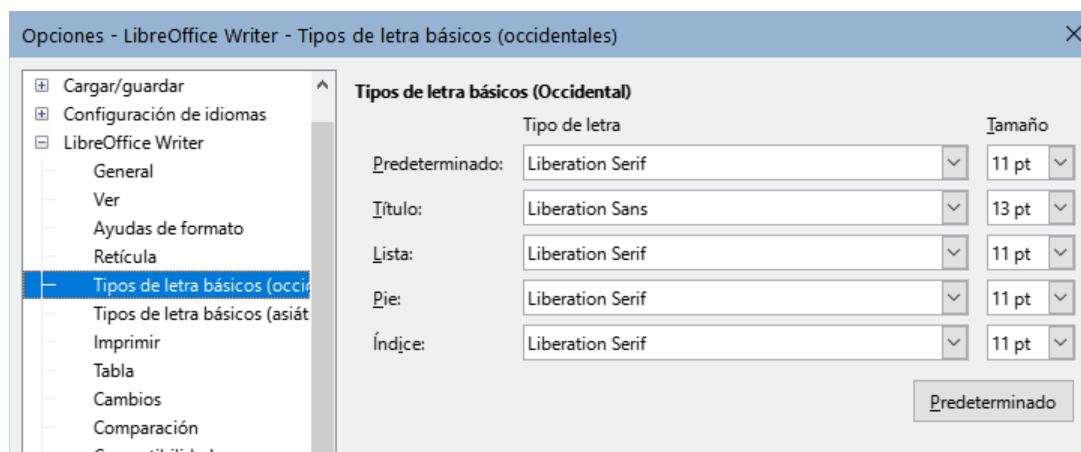 Opciones - LibreOffice Writer - Tipos de letra básicos (occidentales)
Cargar/guardar
Configuración de idiomas
LibreOffice Writer
General
Ver
Ayudas de formato
Retícula
Tipos de letra básicos (occid
Tipos de letra básicos (asiát
Imprimir
Tabla
Cambios
Comparación
Tipos de letra básicos (Occidental)
Tipo de letra Tamaño
Predeterminado: Liberation Serif 11 pt
Título: Liberation Sans 13 pt
Lista: Liberation Serif 11 pt
Pie: Liberation Serif 11 pt
Índice: Liberation Serif 11 pt
Predeterminado